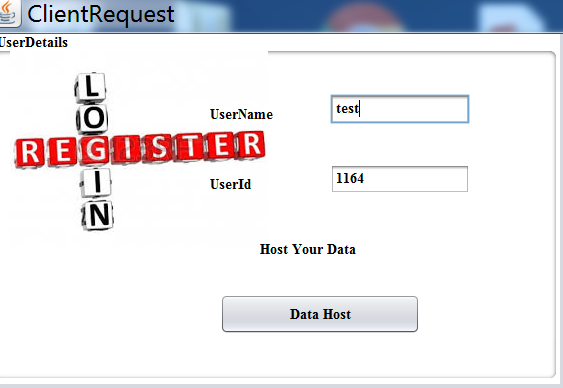 ClientRequest
UserDetails
LOGIN
REGISTER
UserName
test
UserId
1164
Host Your Data
Data Host